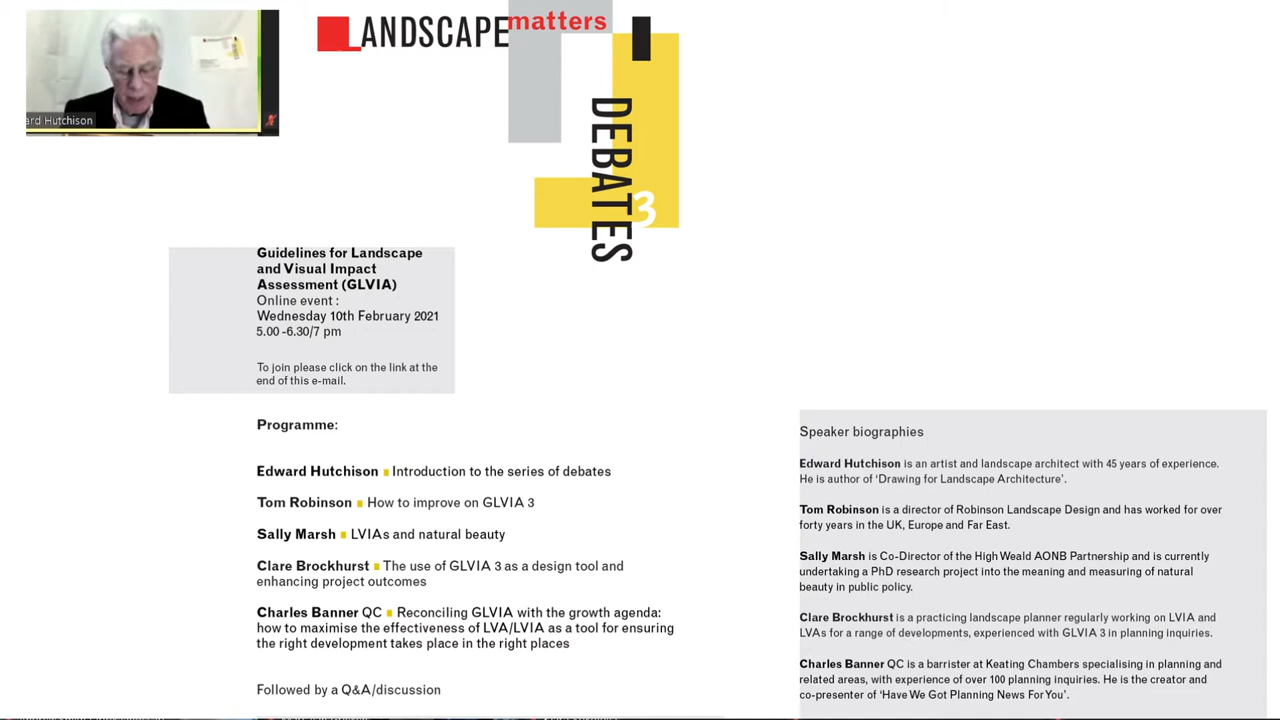 ard Hutchison
LANDSCAPE matters
DEBATES
3
Guidelines for Landscape
and Visual Impact
Assessment (GLVIA)
Online event :
Wednesday 10th February 2021
5.00 -6.30/7 pm
To join please click on the link at the
end of this e-mail.
Programme:
Edward Hutchison ■ Introduction to the series of debates
Tom Robinson ■ How to improve on GLVIA 3
Sally Marsh ■ LVIAs and natural beauty
Clare Brockhurst ■ The use of GLVIA 3 as a design tool and
enhancing project outcomes
Charles Banner QC ■ Reconciling GLVIA with the growth agenda:
how to maximise the effectiveness of LVA/LVIA as a tool for ensuring
the right development takes place in the right places
Followed by a Q&A/discussion
Speaker biographies
Edward Hutchison is an artist and landscape architect with 45 years of experience.
He is author of ‘Drawing for Landscape Architecture’.
Tom Robinson is a director of Robinson Landscape Design and has worked for over
forty years in the UK, Europe and Far East.
Sally Marsh is Co-Director of the High Weald AONB Partnership and is currently
undertaking a PhD research project into the meaning and measuring of natural
beauty in public policy.
Clare Brockhurst is a practicing landscape planner regularly working on LVIA and
LVAs for a range of developments, experienced with GLVIA 3 in planning inquiries.
Charles Banner QC is a barrister at Keating Chambers specialising in planning and
related areas, with experience of over 100 planning inquiries. He is the creator and
co-presenter of ‘Have We Got Planning News For You’.